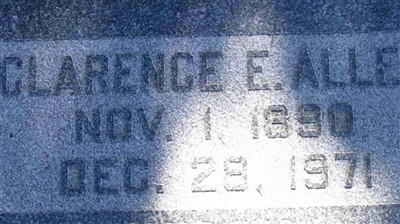 CLARENCE E. ALLE
NOV. 1, 1890
DEC. 28, 1971